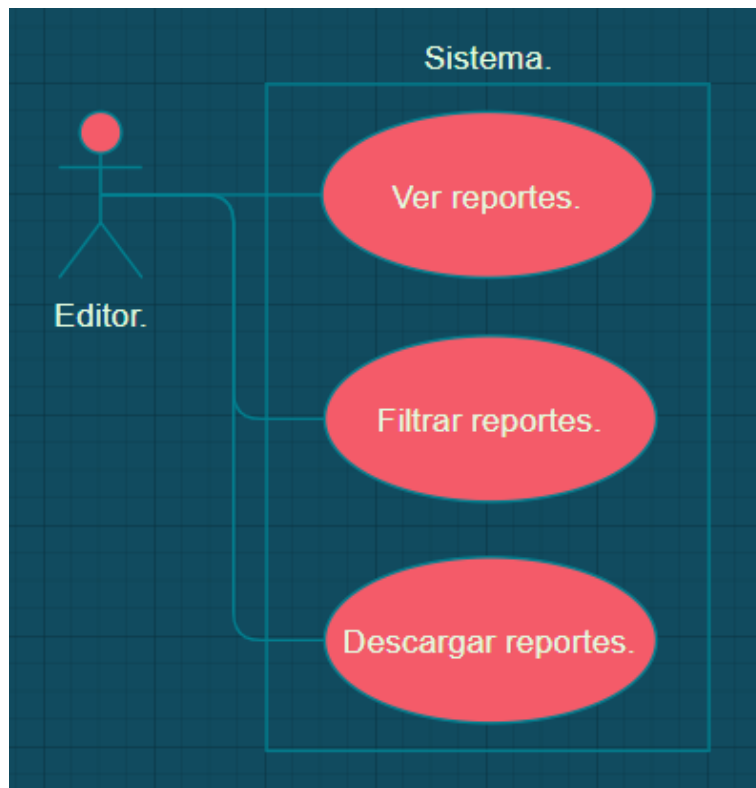 Sistema.
Ver reportes.
Editor.
Filtrar reportes.
Descargar reportes.